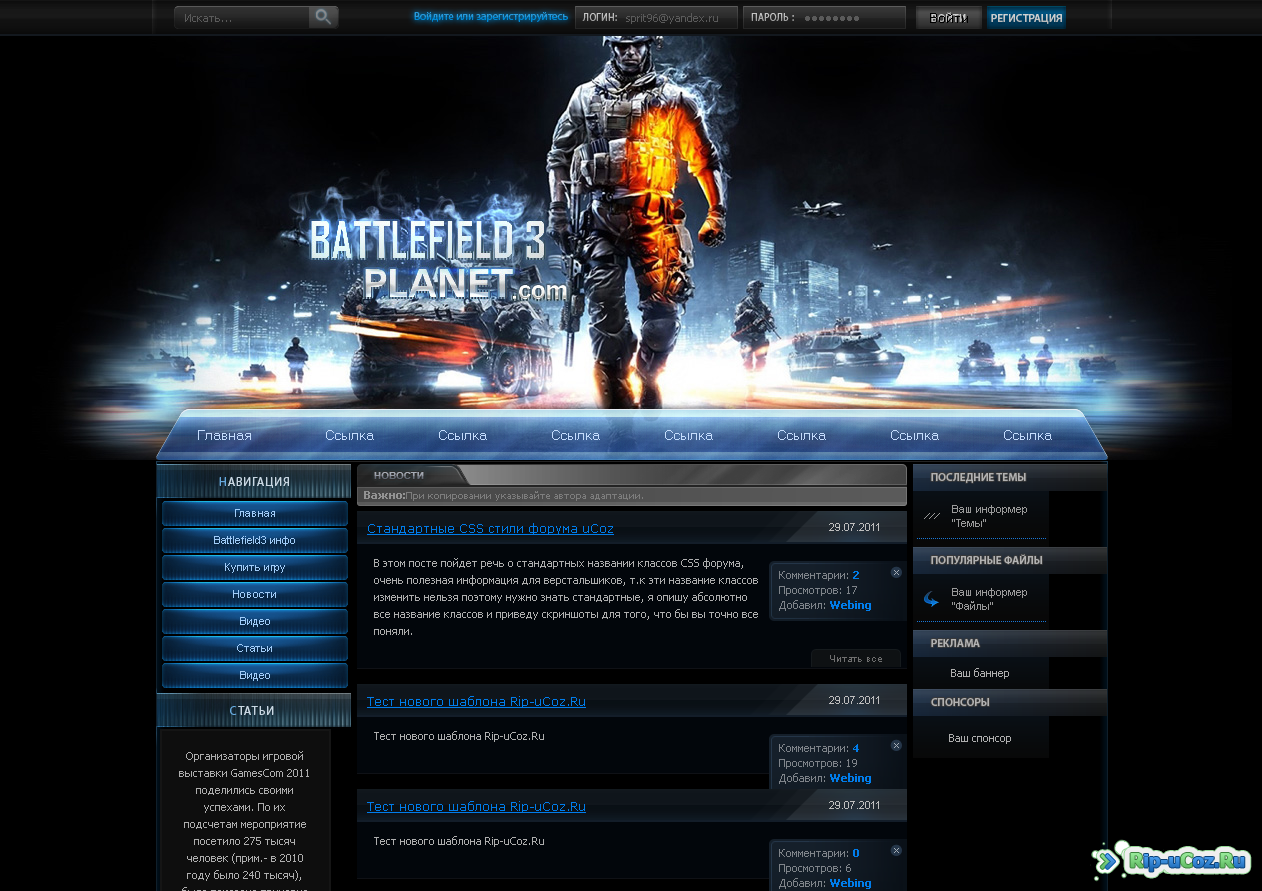 Искать...
Войдите или зарегистрируйтесь
ЛОГИН: sprit96@yandex.ru
ПАРОЛЬ :
ВОЙТИ
РЕГИСТРАЦИЯ
BATTLEFIELD 3
PLANET.com
Главная
Ссылка
Ссылка
Ссылка
Ссылка
Ссылка
Ссылка
Ссылка
НАВИГАЦИЯ
Главная
Battlefield3 инфо
Купить игру
Новости
Видео
Статьи
Видео
СТАТЬИ
Организаторы игровой
выставки GamesCom 2011
поделились своими
успехами. По их
подсчетам мероприятие
посетило 275 тысяч
человек (прим.- в 2010
году было 240 тысяч),
НОВОСТИ
Важно:При копировании указывайте автора адаптации.
Стандартные CSS стили форума uCoz
29.07.2011
В этом посте пойдет речь о стандартных названии классов CSS форума,
очень полезная информация для верстальщиков, т.к эти название классов
изменить нельзя поэтому нужно знать стандартные, я опишу абсолютно
все название классов и приведу скриншоты для того, что бы вы точно все
поняли.
Комментарии: 2
Просмотров: 17
Добавил: Webing
Читать все
Тест нового шаблона Rip-uCoz.Ru
29.07.2011
Тест нового шаблона Rip-uCoz.Ru
Комментарии: 4
Просмотров: 19
Добавил: Webing
Тест нового шаблона Rip-uCoz.Ru
29.07.2011
Тест нового шаблона Rip-uCoz.Ru
Комментарии: 0
Просмотров: 6
Добавил: Webing
ПОСЛЕДНИЕ ТЕМЫ
Ваш информер
"Темы"
ПОПУЛЯРНЫЕ ФАЙЛЫ
Ваш информер
"Файлы"
РЕКЛАМА
Ваш баннер
СПОНСОРЫ
Ваш спонсор
Rip-uCoz.Ru